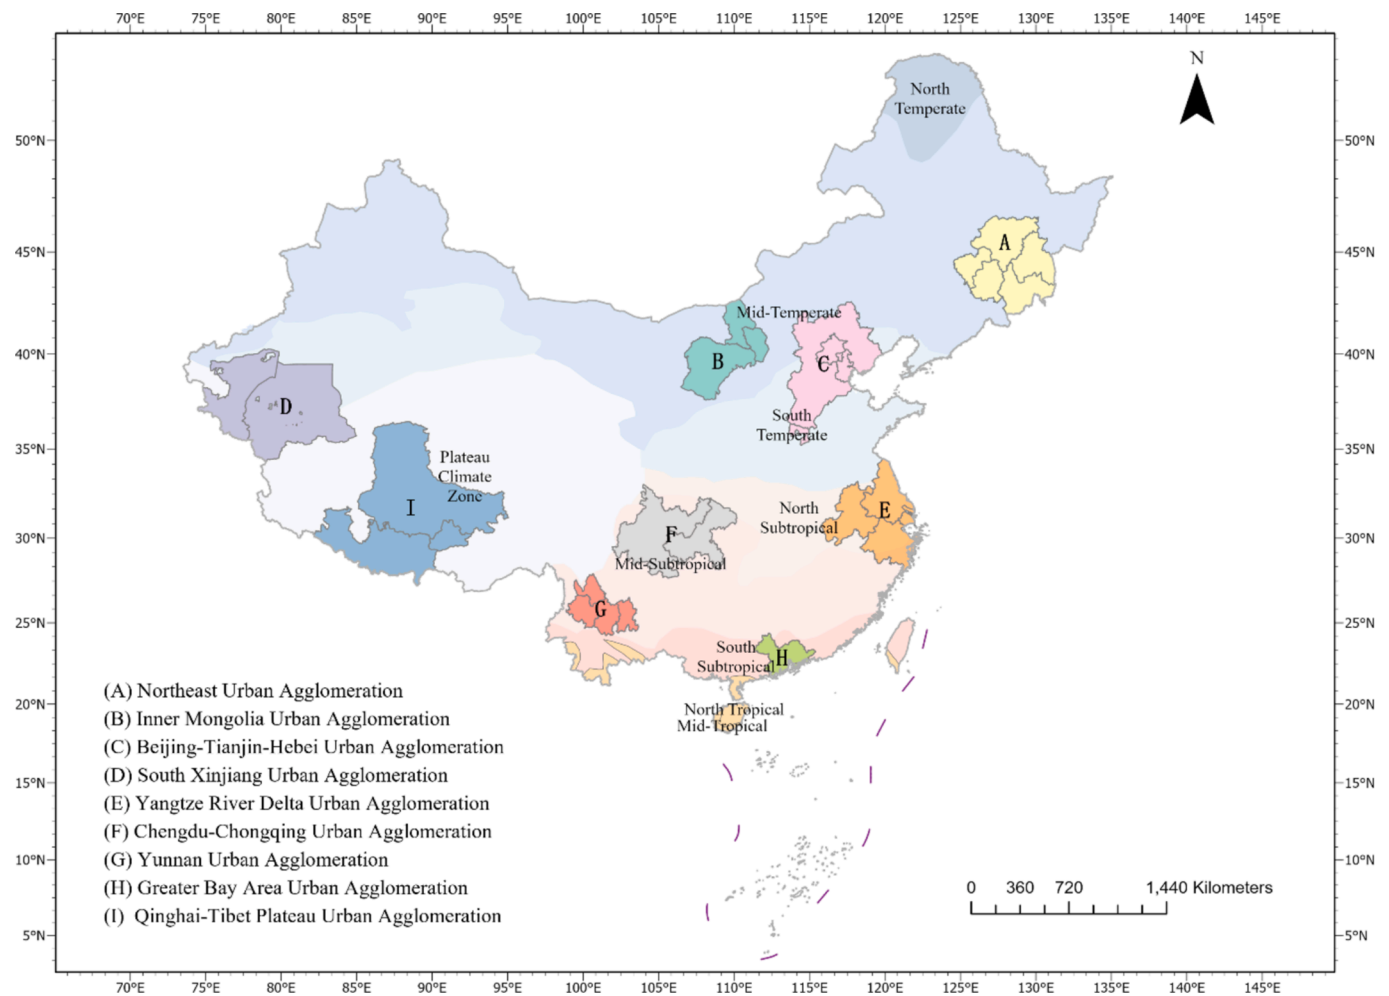 70°E 75°E 80°E 85°E 90°E 95°E 100°E 105°E 110°E 115°E 120°E 125°E 130°E 135°E 140°E 145°E
N
North
Temperate
50°N 50°N
A
45°N 45°N
Mid-Temperate
40°N 40°N
B
C
D
South
Temperate
35°N 35°N
Plateau
Climate
Zone
I
North
Subtropical
E
F
30°N 30°N
Mid-Subtropical
G
25°N 25°N
South
Subtropical
H
20°N 20°N
North Tropical
Mid-Tropical
(A) Northeast Urban Agglomeration
(B) Inner Mongolia Urban Agglomeration
(C) Beijing-Tianjin-Hebei Urban Agglomeration
(D) South Xinjiang Urban Agglomeration
15°N 15°N
(E) Yangtze River Delta Urban Agglomeration
(F) Chengdu-Chongqing Urban Agglomeration
(G) Yunnan Urban Agglomeration
10°N 10°N
(H) Greater Bay Area Urban Agglomeration
(I) Qinghai-Tibet Plateau Urban Agglomeration
0 360 720 1,440 Kilometers
5°N 5°N
70°E 75°E 80°E 85°E 90°E 95°E 100°E 105°E 110°E 115°E 120°E 125°E 130°E 135°E 140°E 145°E